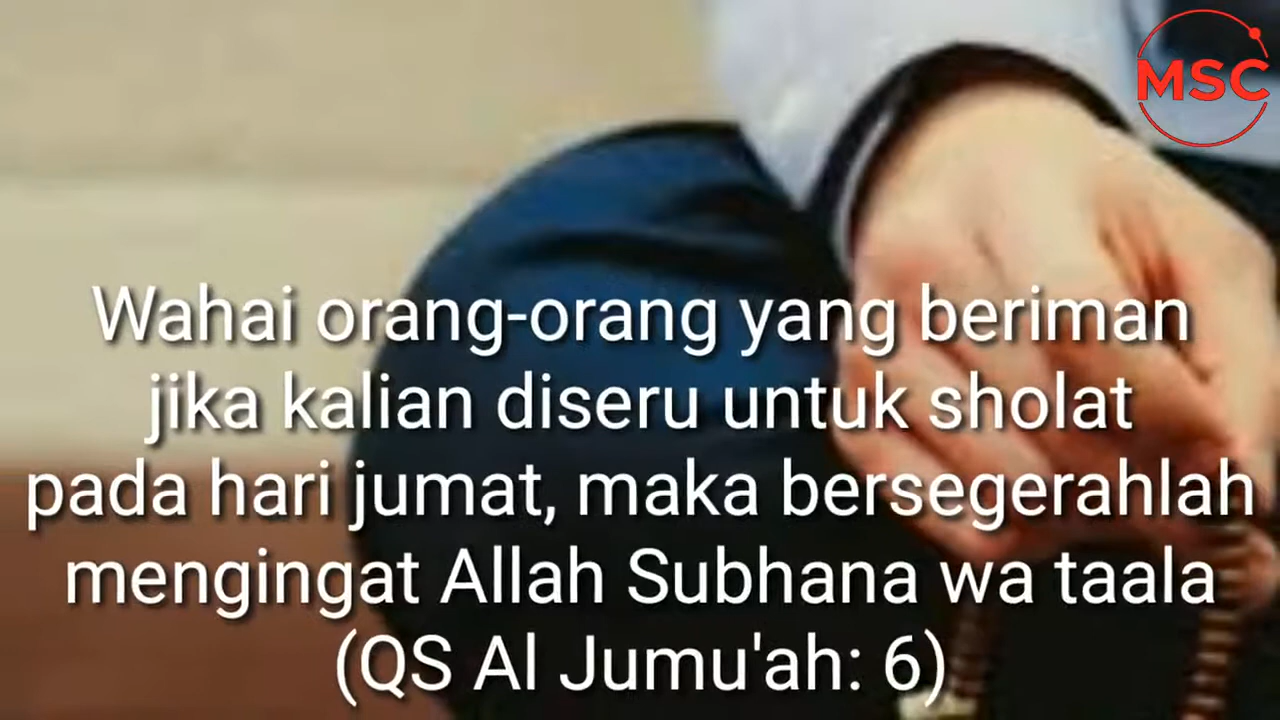 MSC
Wahai orang-orang yang beriman
jika kalian diseru untuk sholat
pada hari jumat, maka bersegerahlah
mengingat Allah Subhana wa taala
(QS Al Jumu'ah: 6)